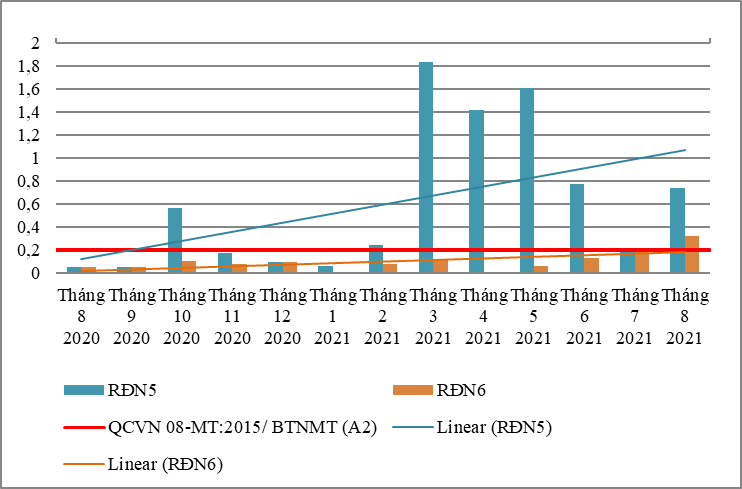 2
1,8
1,6
1,4
1,2
1
0,8
0,6
0,4
0,2
0
Tháng Tháng Tháng Tháng Tháng Tháng Tháng Tháng Tháng Tháng Tháng Tháng Tháng
8 9 10 11 12 1 2 3 4 5 6 7 8
2020 2020 2020 2020 2020 2021 2021 2021 2021 2021 2021 2021 2021
RĐN5 RĐN6
QCVN 08-MT:2015/ BTNMT (A2) Linear (RĐN5)
Linear (RĐN6)